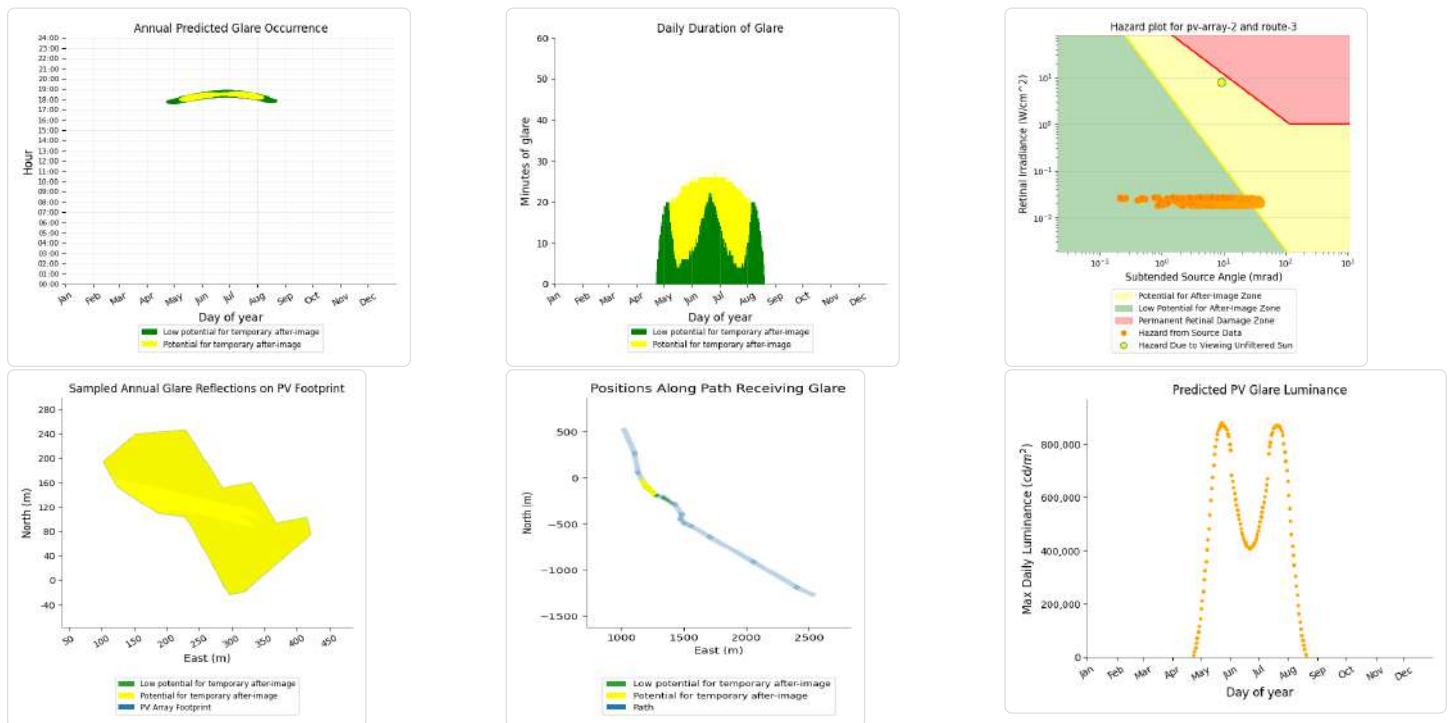 Annual Predicted Glare Occurrence
24:00
23:00
22:00
21:00
20:00
19:00
18:00
17:00
16:00
15:00
14:00
13:00
12:00
11:00
10:00
09:00
08:00
07:00
06:00
05:00
04:00
03:00
02:00
01:00
00:00
Hour
Jan Feb Mar Apr May Jun Jul Aug Sep Oct Nov Dec
Day of year
Low potential for temporary after-image
Potential for temporary after-image
Daily Duration of Glare
60
50
40
30
20
10
0
Minutes of glare
Jan Feb Mar Apr May Jun Jul Aug Sep Oct Nov Dec
Day of year
Low potential for temporary after-image
Potential for temporary after-image
Hazard plot for pv-array-2 and route-3
10¹
10⁰
10⁻¹
10⁻²
Retinal Irradiance (W/cm^2)
10⁻¹ 10⁰ 10¹ 10² 10³
Subtended Source Angle (mrad)
Potential for After-Image Zone
Low Potential for After-Image Zone
Permanent Retinal Damage Zone
Hazard from Source Data
Hazard Due to Viewing Unfiltered Sun
Sampled Annual Glare Reflections on PV Footprint
280
240
200
160
120
80
40
0
-40
North (m)
50 100 150 200 250 300 350 400 450
East (m)
Low potential for temporary after-image
Potential for temporary after-image
PV Array Footprint
Positions Along Path Receiving Glare
500
0
−500
−1000
−1500
North (m)
1000 1500 2000 2500
East (m)
Low potential for temporary after-image
Potential for temporary after-image
Path
Predicted PV Glare Luminance
800,000
600,000
400,000
200,000
0
Max Daily Luminance (cd/m²)
Jan Feb Mar Apr May Jun Jul Aug Sep Oct Nov Dec
Day of year